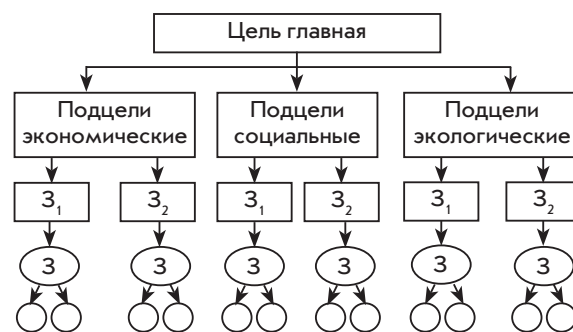 Цель главная
Подцели
экономические
Подцели
социальные
Подцели
экологические
З₁
З₂
З₁
З₂
З₁
З₂
З
З
З
З
З
З